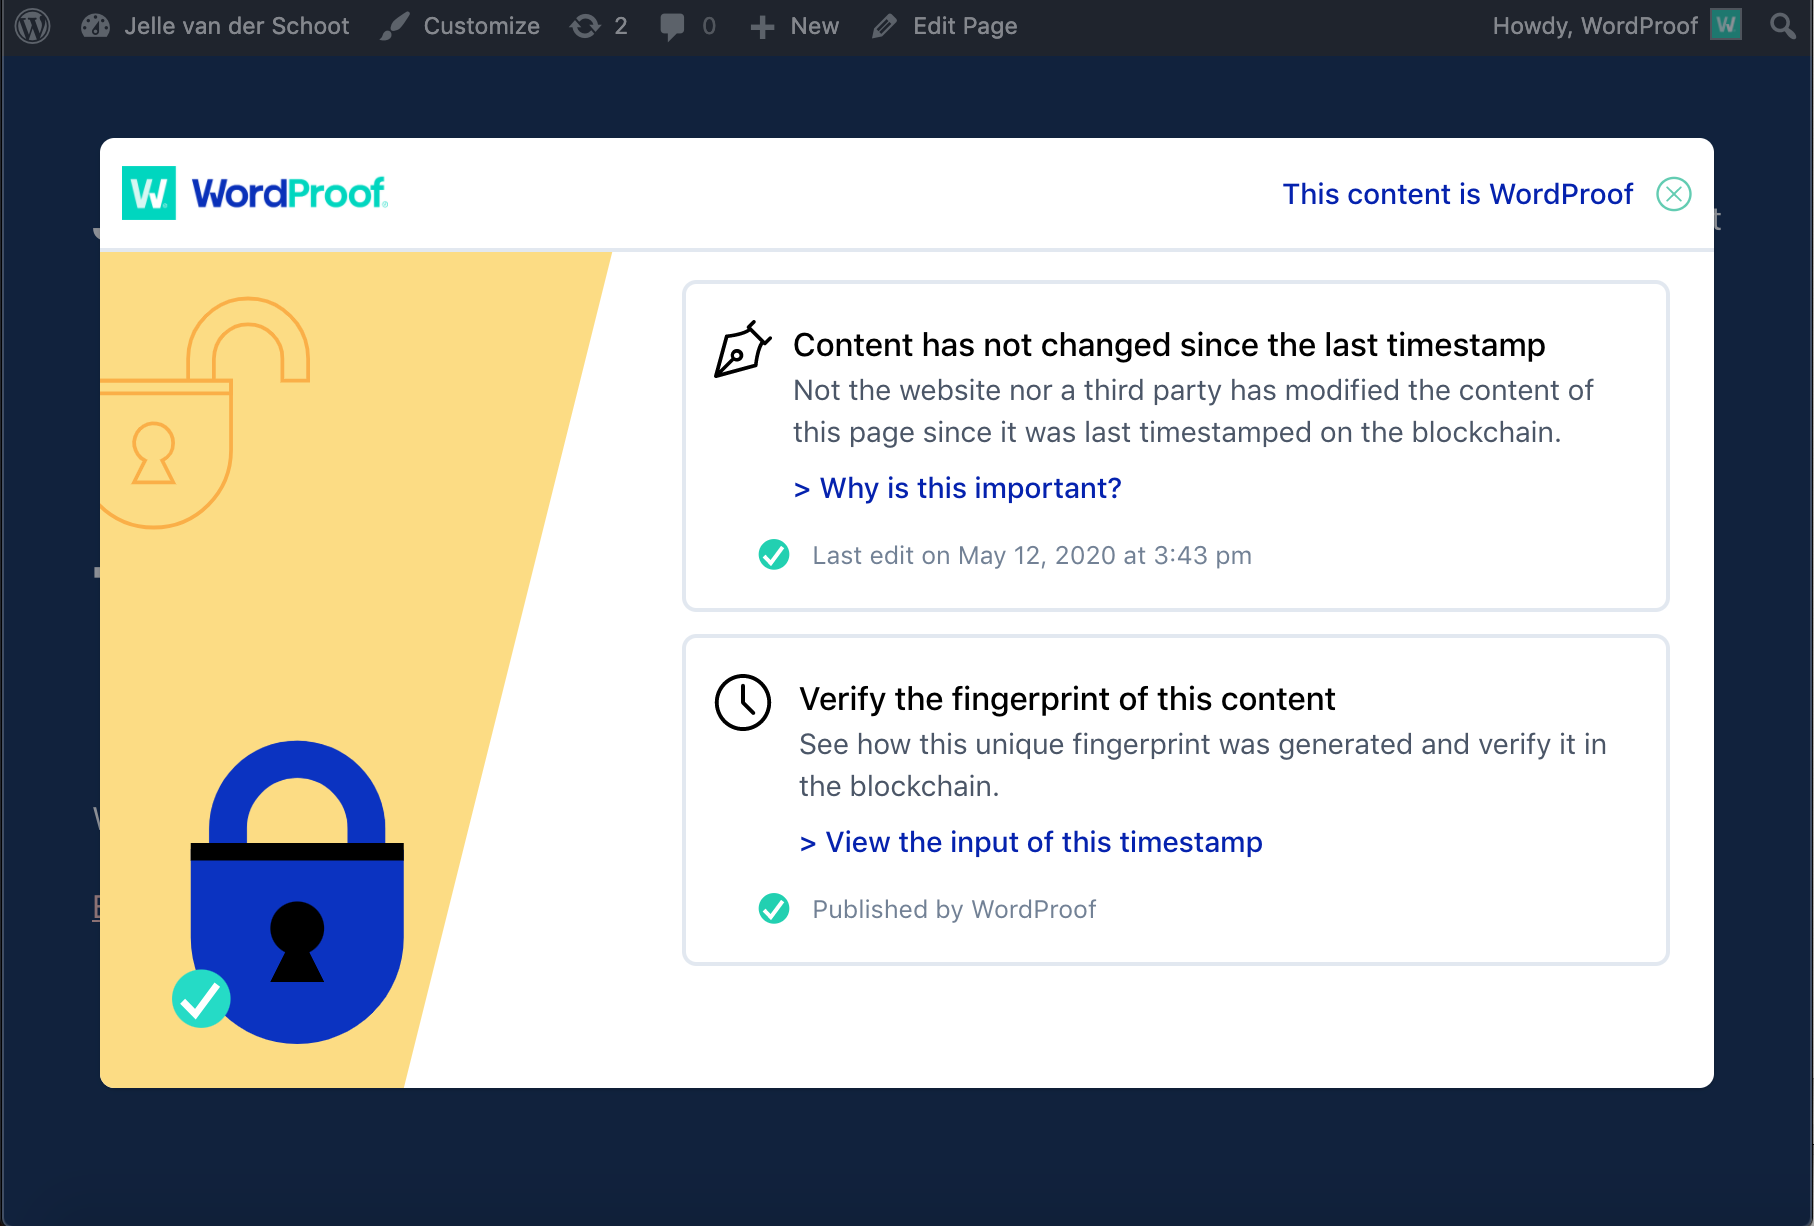 Jelle van der Schoot Customize 2 0 New Edit Page Howdy, WordProof W
W. WordProof
This content is WordProof
Content has not changed since the last timestamp
Not the website nor a third party has modified the content of
this page since it was last timestamped on the blockchain.
> Why is this important?
Last edit on May 12, 2020 at 3:43 pm
Verify the fingerprint of this content
See how this unique fingerprint was generated and verify it in
the blockchain.
> View the input of this timestamp
Published by WordProof